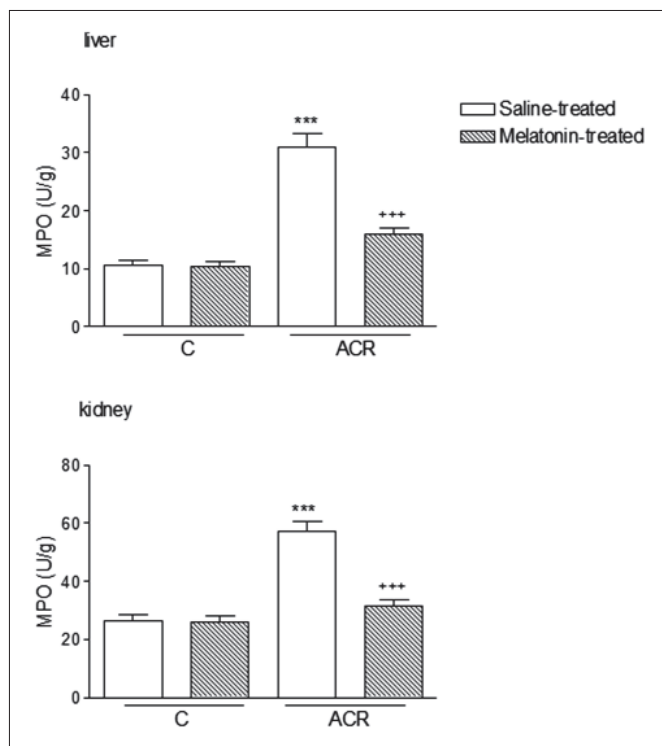 liver
40
30
20
10
0
MPO (U/g)
***
+++
C
ACR
Saline-treated
Melatonin-treated
kidney
80
60
40
20
0
MPO (U/g)
***
+++
C
ACR